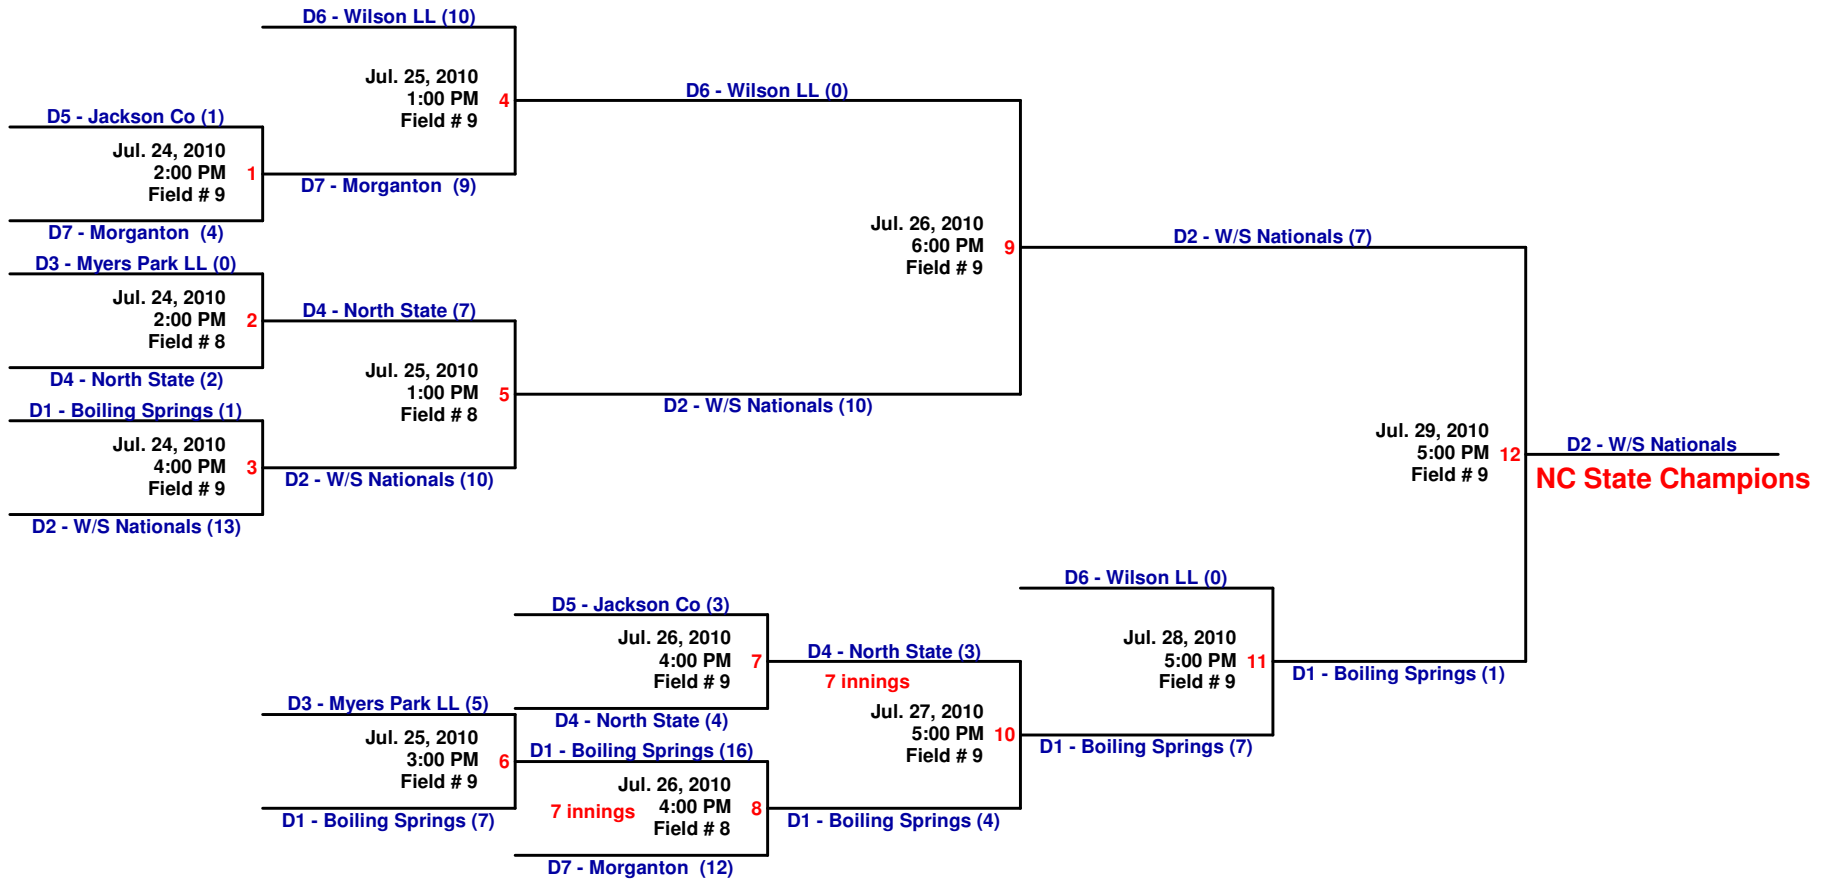 D6 - Wilson LL (10)
Jul. 25, 2010
1:00 PM 4
Field # 9
D6 - Wilson LL (0)
D5 - Jackson Co (1)
Jul. 24, 2010
2:00 PM 1
Field # 9
D7 - Morganton (9)
D7 - Morganton (4)
D3 - Myers Park LL (0)
Jul. 24, 2010
2:00 PM 2
Field # 8
D4 - North State (7)
D4 - North State (2)
Jul. 25, 2010
1:00 PM 5
Field # 8
D1 - Boiling Springs (1)
Jul. 24, 2010
4:00 PM 3
Field # 9
D2 - W/S Nationals (10)
D2 - W/S Nationals (13)
D2 - W/S Nationals (10)
Jul. 26, 2010
6:00 PM 9
Field # 9
D2 - W/S Nationals (7)
Jul. 29, 2010
5:00 PM 12
Field # 9
D2 - W/S Nationals
NC State Champions
D6 - Wilson LL (0)
D5 - Jackson Co (3)
Jul. 26, 2010
4:00 PM 7
Field # 9
D4 - North State (3)
7 innings
D4 - North State (4)
Jul. 28, 2010
5:00 PM 11
Field # 9
D1 - Boiling Springs (1)
D3 - Myers Park LL (5)
Jul. 25, 2010
3:00 PM 6
Field # 9
D1 - Boiling Springs (7)
D1 - Boiling Springs (16)
Jul. 26, 2010
7 innings 4:00 PM 8
Field # 8
D7 - Morganton (12)
Jul. 27, 2010
5:00 PM 10
Field # 9
D1 - Boiling Springs (7)
D1 - Boiling Springs (4)